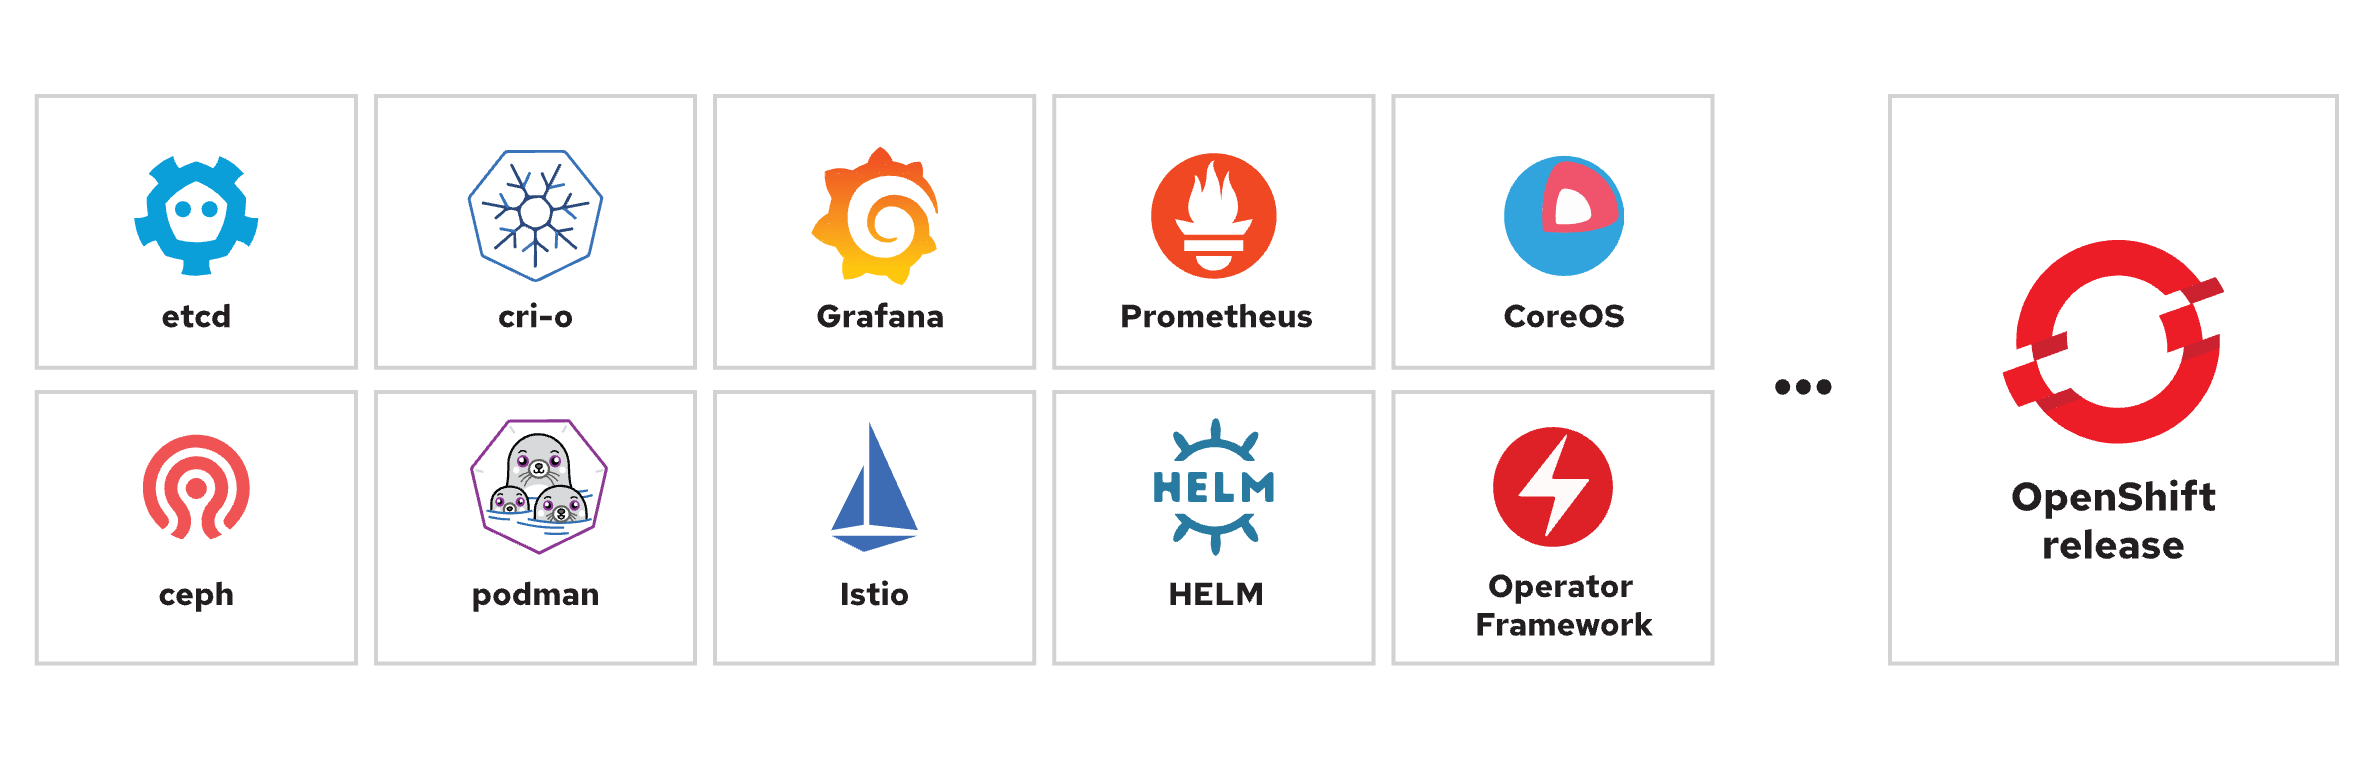 etcd
cri-o
Grafana
Prometheus
CoreOS
ceph
podman
Istio
HELM
HELM
Operator
Framework
•••
OpenShift
release